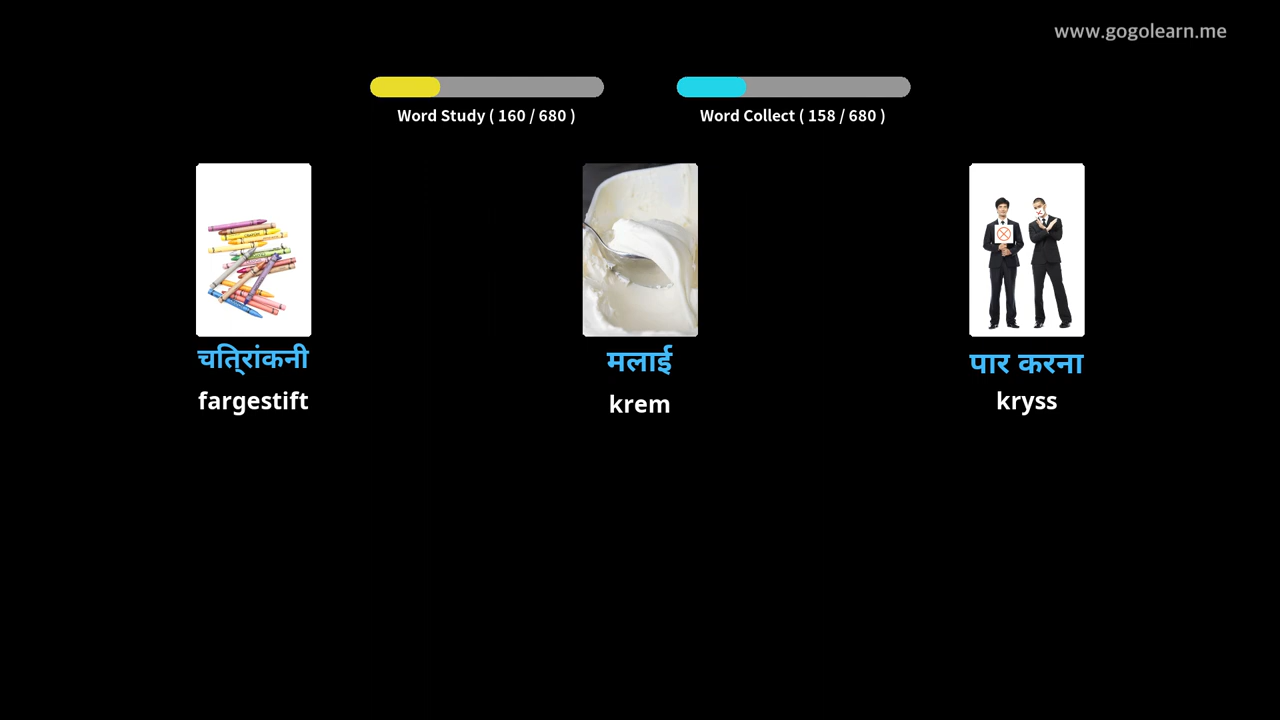 www.gogolearn.me
Word Study ( 160 / 680 )
Word Collect ( 158 / 680 )
चित्रांकनी
मलाई
पार करना
fargestift
krem
kryss